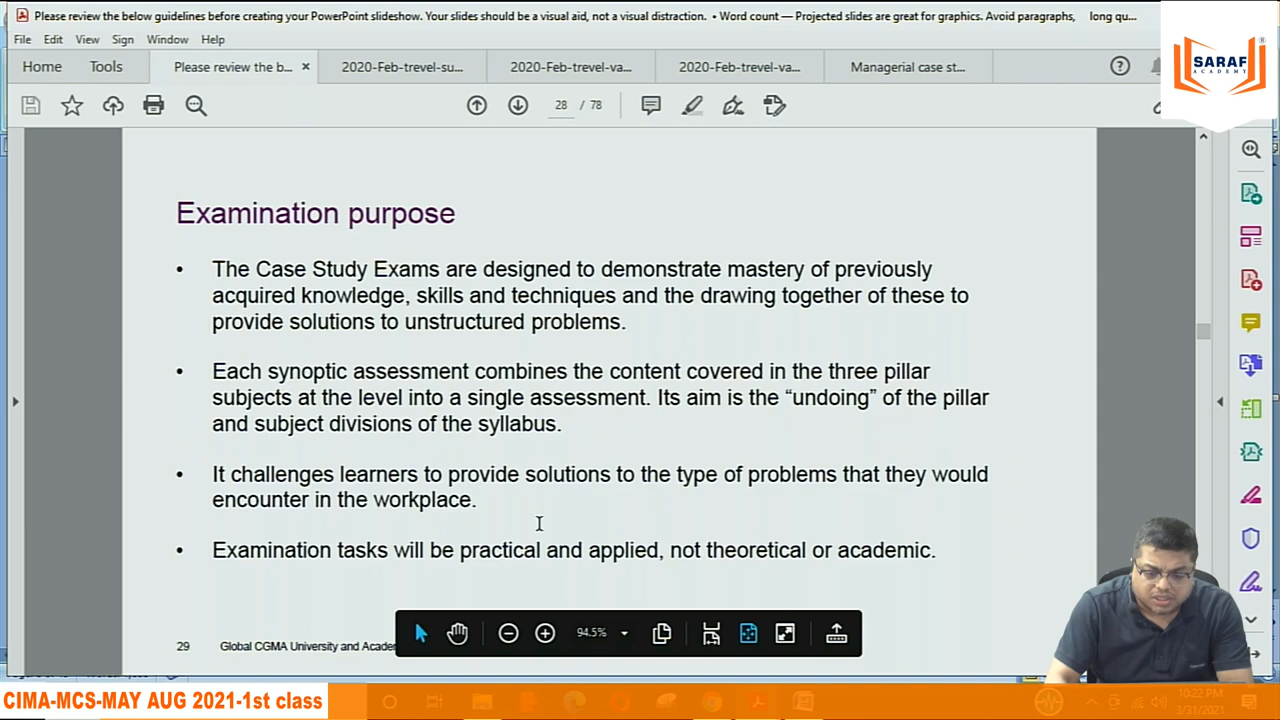 Please review the below guidelines before creating your PowerPoint slideshow. Your slides should be a visual aid, not a visual distraction. • Word count — Projected slides are great for graphics. Avoid paragraphs, long qu...
File Edit View Sign Window Help
Home Tools Please review the b... × 2020-Feb-trevel-su... 2020-Feb-trevel-va... 2020-Feb-trevel-va... Managerial case st...
SARAF
ACADEMY
28 / 78
Examination purpose
• The Case Study Exams are designed to demonstrate mastery of previously
acquired knowledge, skills and techniques and the drawing together of these to
provide solutions to unstructured problems.
• Each synoptic assessment combines the content covered in the three pillar
subjects at the level into a single assessment. Its aim is the “undoing” of the pillar
and subject divisions of the syllabus.
• It challenges learners to provide solutions to the type of problems that they would
encounter in the workplace.
• Examination tasks will be practical and applied, not theoretical or academic.
94.5%
29 Global CGMA University and Acade
CIMA-MCS-MAY AUG 2021-1st class
10:22 PM
3/31/2021